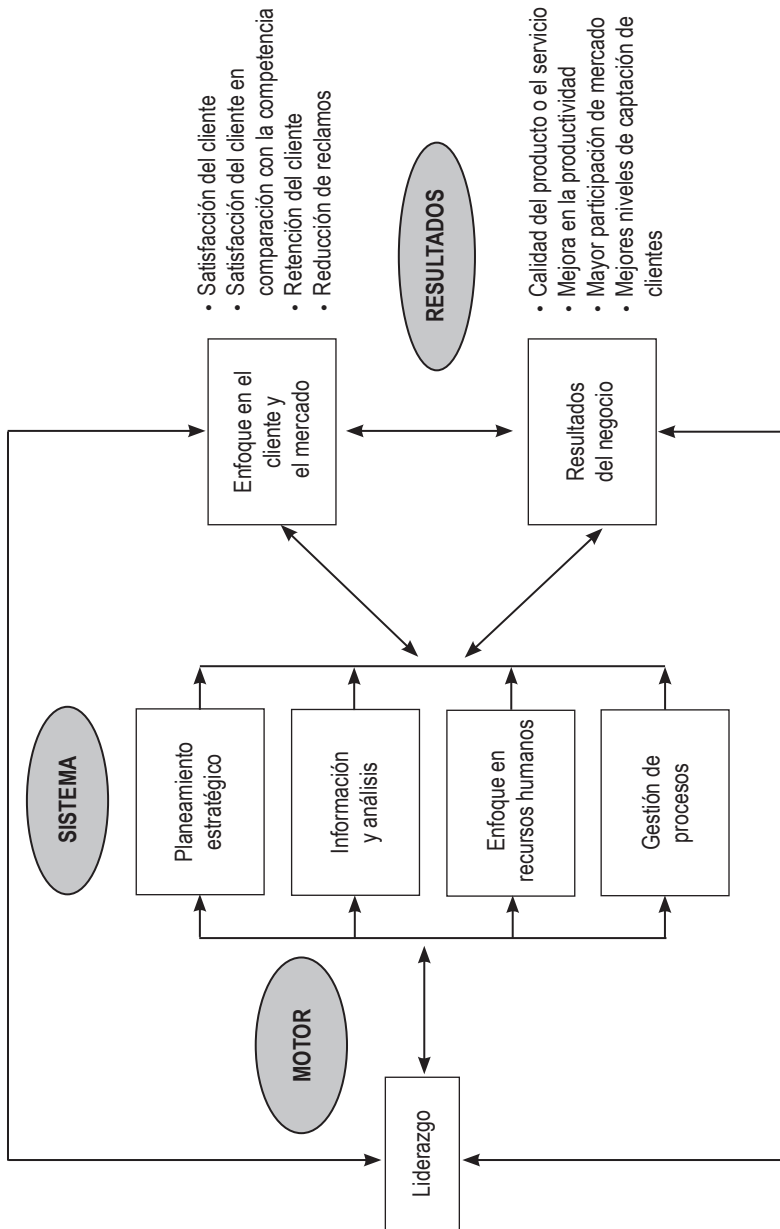 MOTOR
Liderazgo
SISTEMA
Planeamiento
estratégico
Información
y análisis
Enfoque en
recursos humanos
Gestión de
procesos
RESULTADOS
Enfoque en el
cliente y
el mercado
• Satisfacción del cliente
• Satisfacción del cliente en
comparación con la competencia
• Retención del cliente
• Reducción de reclamos
Resultados
del negocio
• Calidad del producto o el servicio
• Mejora en la productividad
• Mayor participación de mercado
• Mejores niveles de captación de
clientes